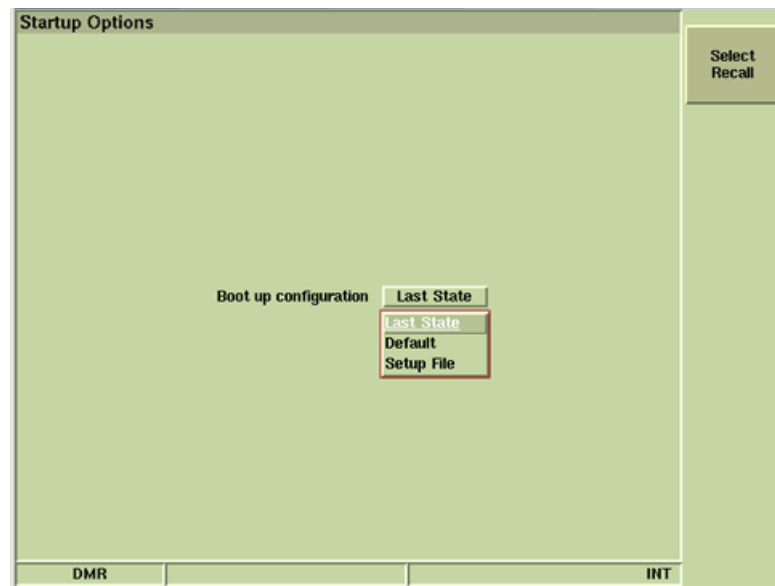 Startup Options
Select
Recall
Boot up configuration Last State
Last State
Default
Setup File
DMR INT